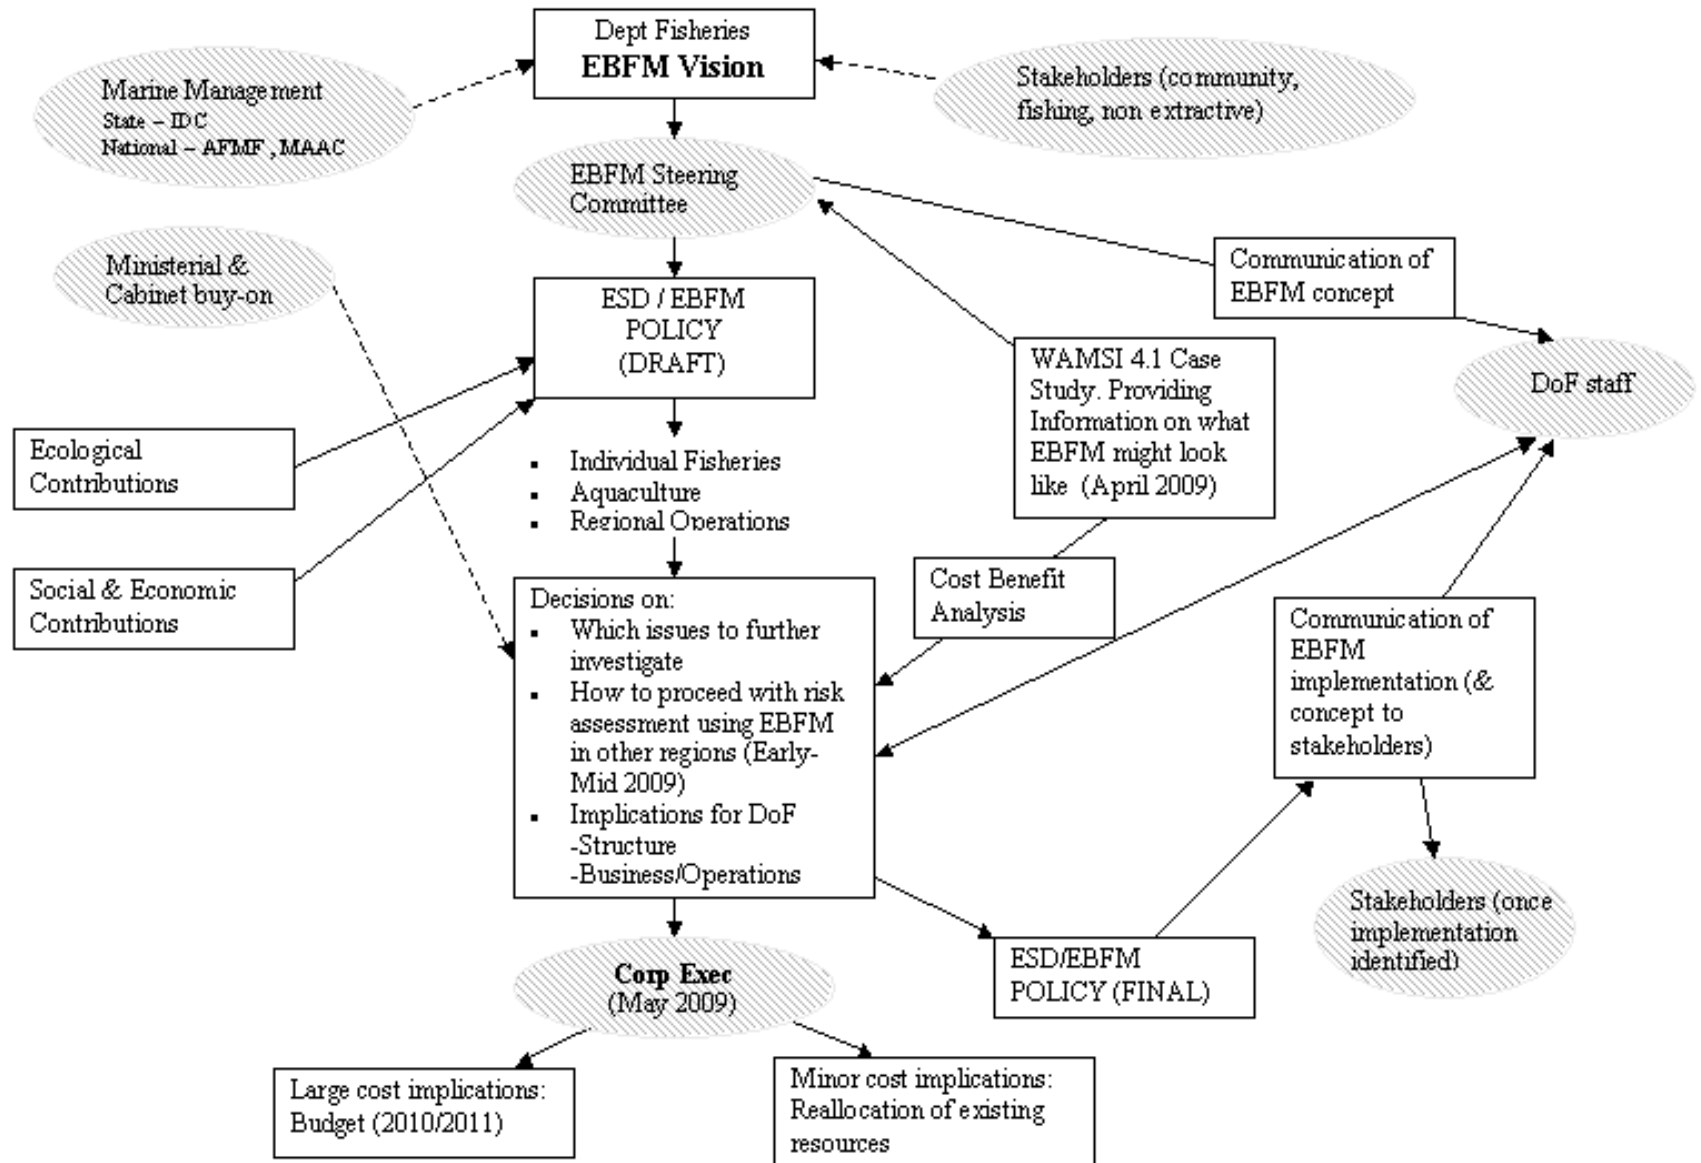 Dept Fisheries
EBFM Vision
Marine Management
State – IDC
National – AFMF , MAAC
Stakeholders (community,
fishing, non extractive)
EBFM Steering
Committee
Ministerial &
Cabinet buy-on
Communication of
EBFM concept
ESD / EBFM
POLICY
(DRAFT)
WAMSI 4.1 Case
Study. Providing
Information on what
EBFM might look
like (April 2009)
DoF staff
Ecological
Contributions
▪ Individual Fisheries
▪ Aquaculture
▪ Regional Operations
Social & Economic
Contributions
Cost Benefit
Analysis
Decisions on:
▪ Which issues to further
investigate
▪ How to proceed with risk
assessment using EBFM
in other regions (Early-
Mid 2009)
▪ Implications for DoF
-Structure
-Business/Operations
Communication of
EBFM
implementation (&
concept to
stakeholders)
Stakeholders (once
implementation
identified)
Corp Exec
(May 2009)
ESD/EBFM
POLICY (FINAL)
Large cost implications:
Budget (2010/2011)
Minor cost implications:
Reallocation of existing
resources